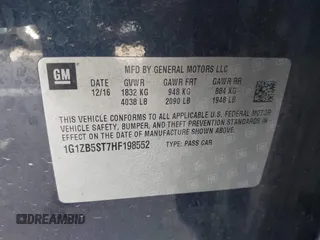 GM
MFD BY GENERAL MOTORS LLC
DATE GVWR GAWR FRT GAWR RR
12/16 1832 KG 948 KG 884 KG
4038 LB 2090 LB 1948 LB
THIS VEHICLE CONFORMS TO ALL APPLICABLE U.S. FEDERAL MOTOR
VEHICLE SAFETY, BUMPER, AND THEFT PREVENTION STANDARDS IN
EFFECT ON THE DATE OF MANUFACTURE SHOWN ABOVE.
1G1ZB5ST7HF198552 TYPE: PASS CAR
DREAMBID